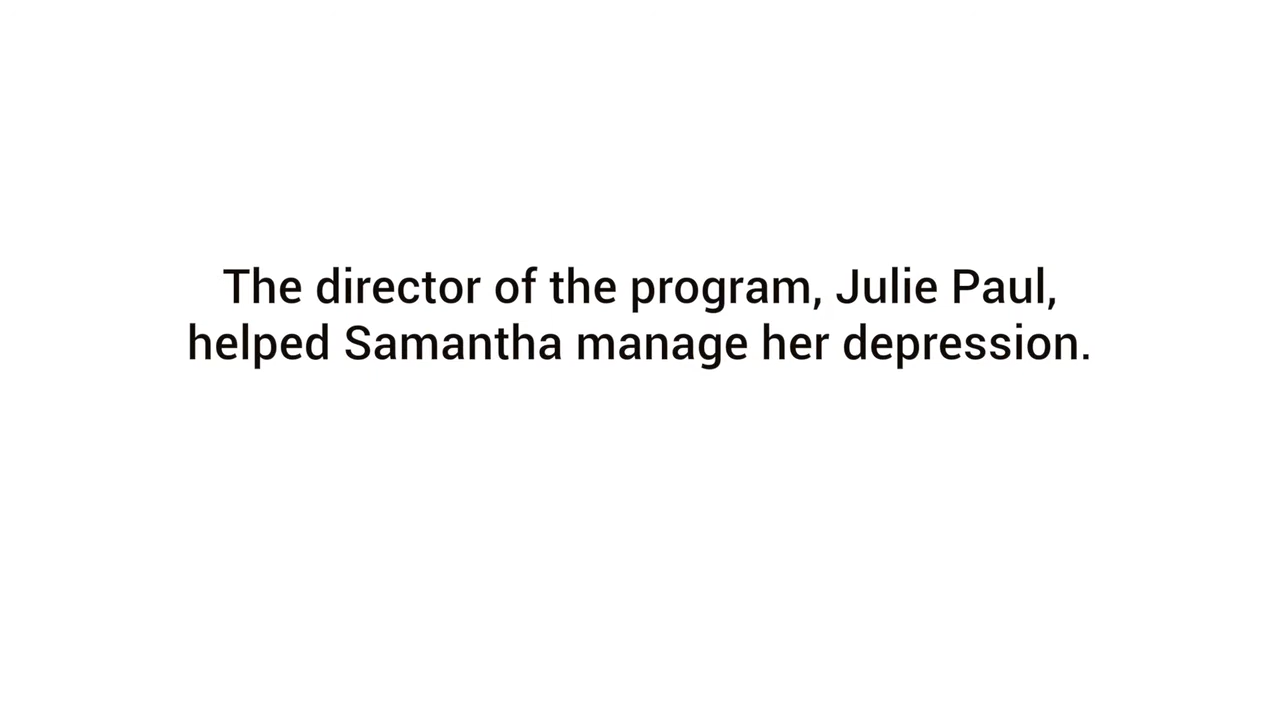 The director of the program, Julie Paul,
helped Samantha manage her depression.